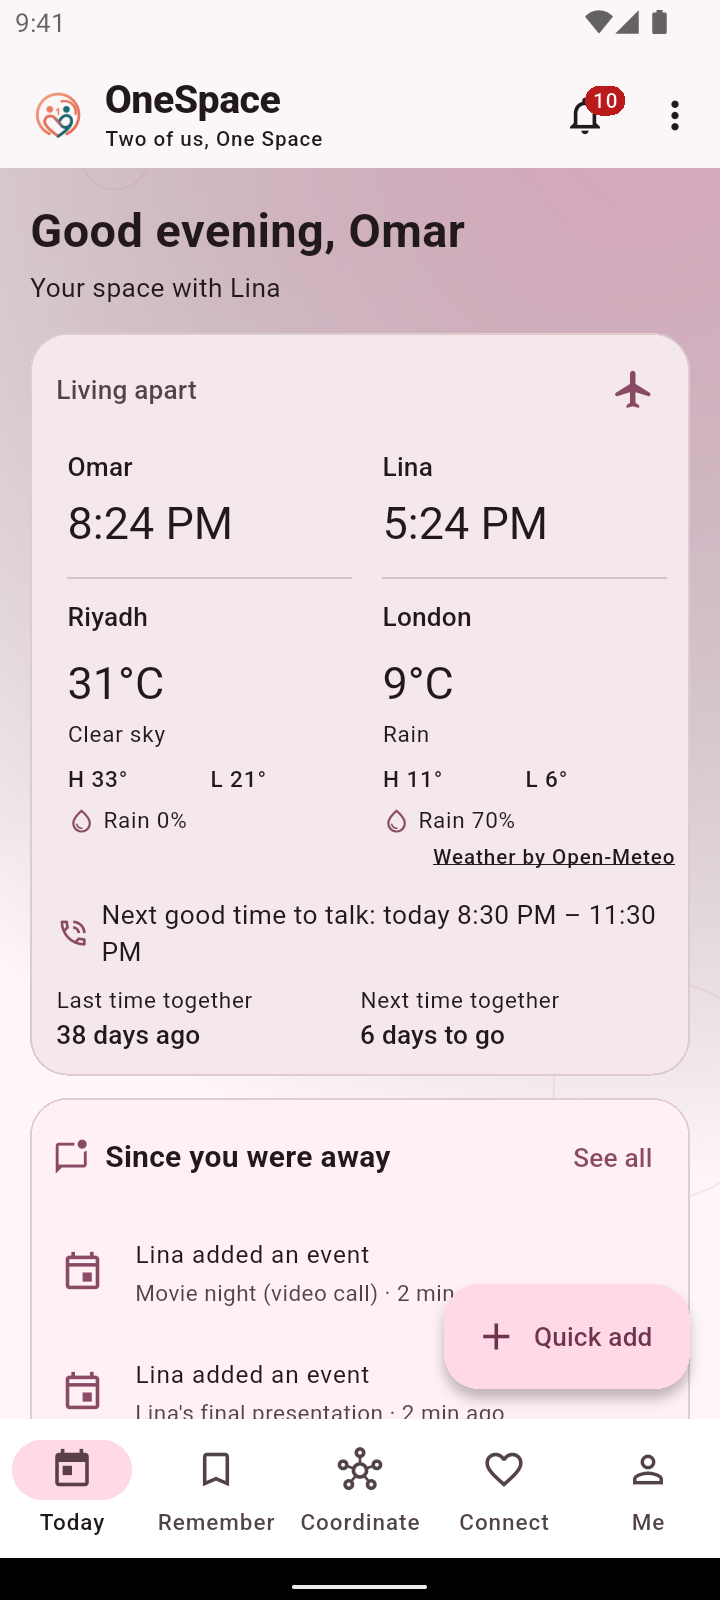 9:41
OneSpace
Two of us, One Space
10
Good evening, Omar
Your space with Lina
Living apart
Omar
8:24 PM
Lina
5:24 PM
Riyadh
31°C
Clear sky
H 33° L 21°
Rain 0%
London
9°C
Rain
H 11° L 6°
Rain 70%
Weather by Open-Meteo
Next good time to talk: today 8:30 PM – 11:30
PM
Last time together
38 days ago
Next time together
6 days to go
Since you were away
See all
Lina added an event
Movie night (video call) · 2 min
Quick add
Lina added an event
Lina's final presentation · 2 min ago
Today
Remember
Coordinate
Connect
Me